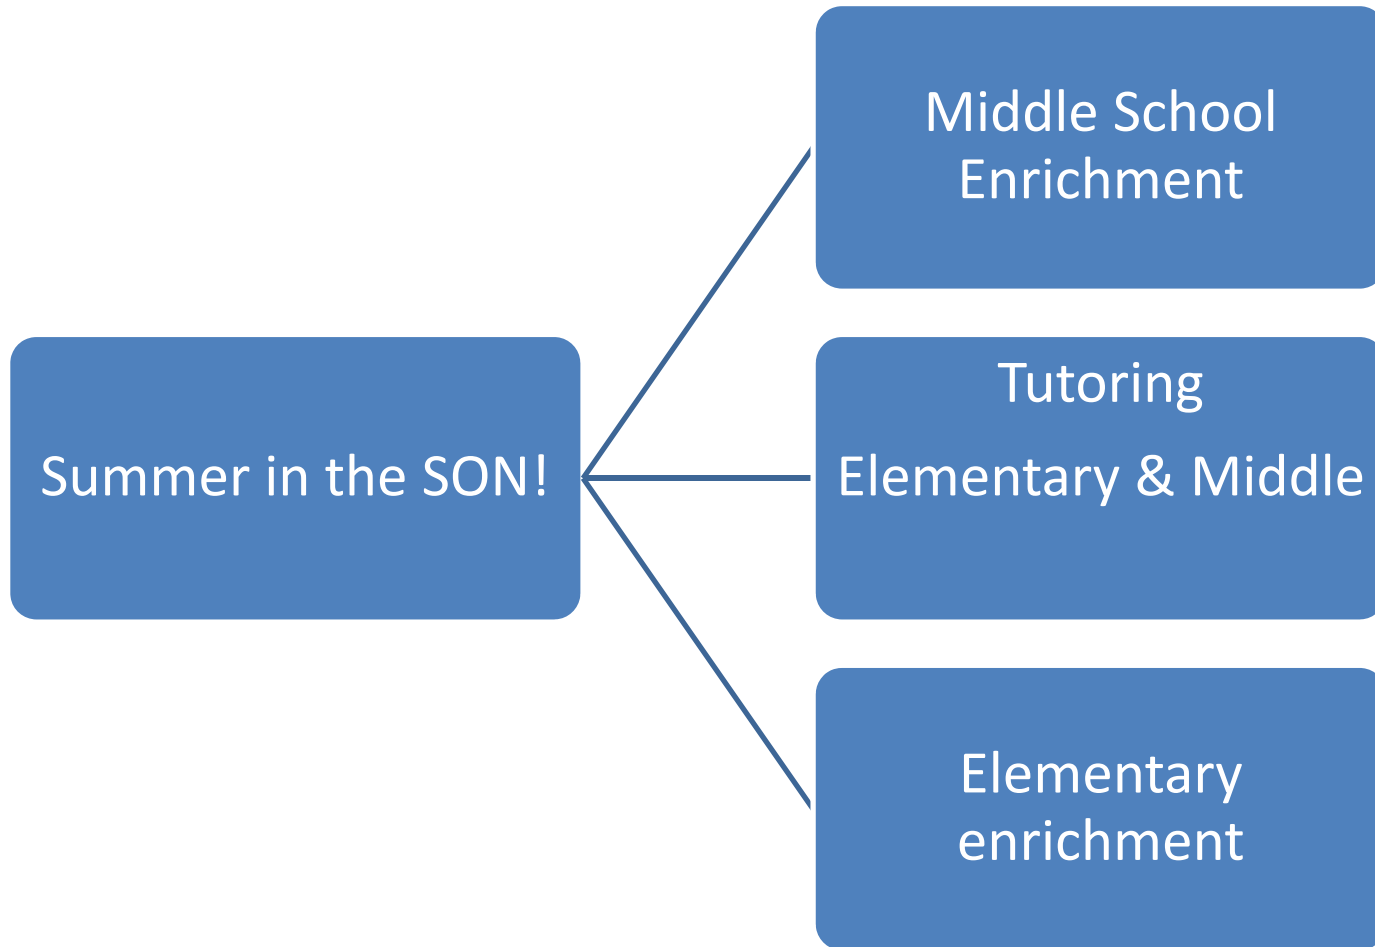 Middle School
Enrichment
Summer in the SON!
Tutoring
Elementary & Middle
Elementary
enrichment